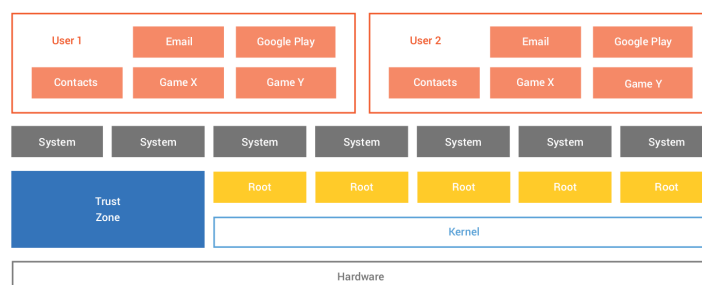 User 1 Email Google Play
Contacts Game X Game Y
User 2 Email Google Play
Contacts Game X Game Y
System System System System System System System
Trust
Zone
Root Root Root Root Root
Kernel
Hardware